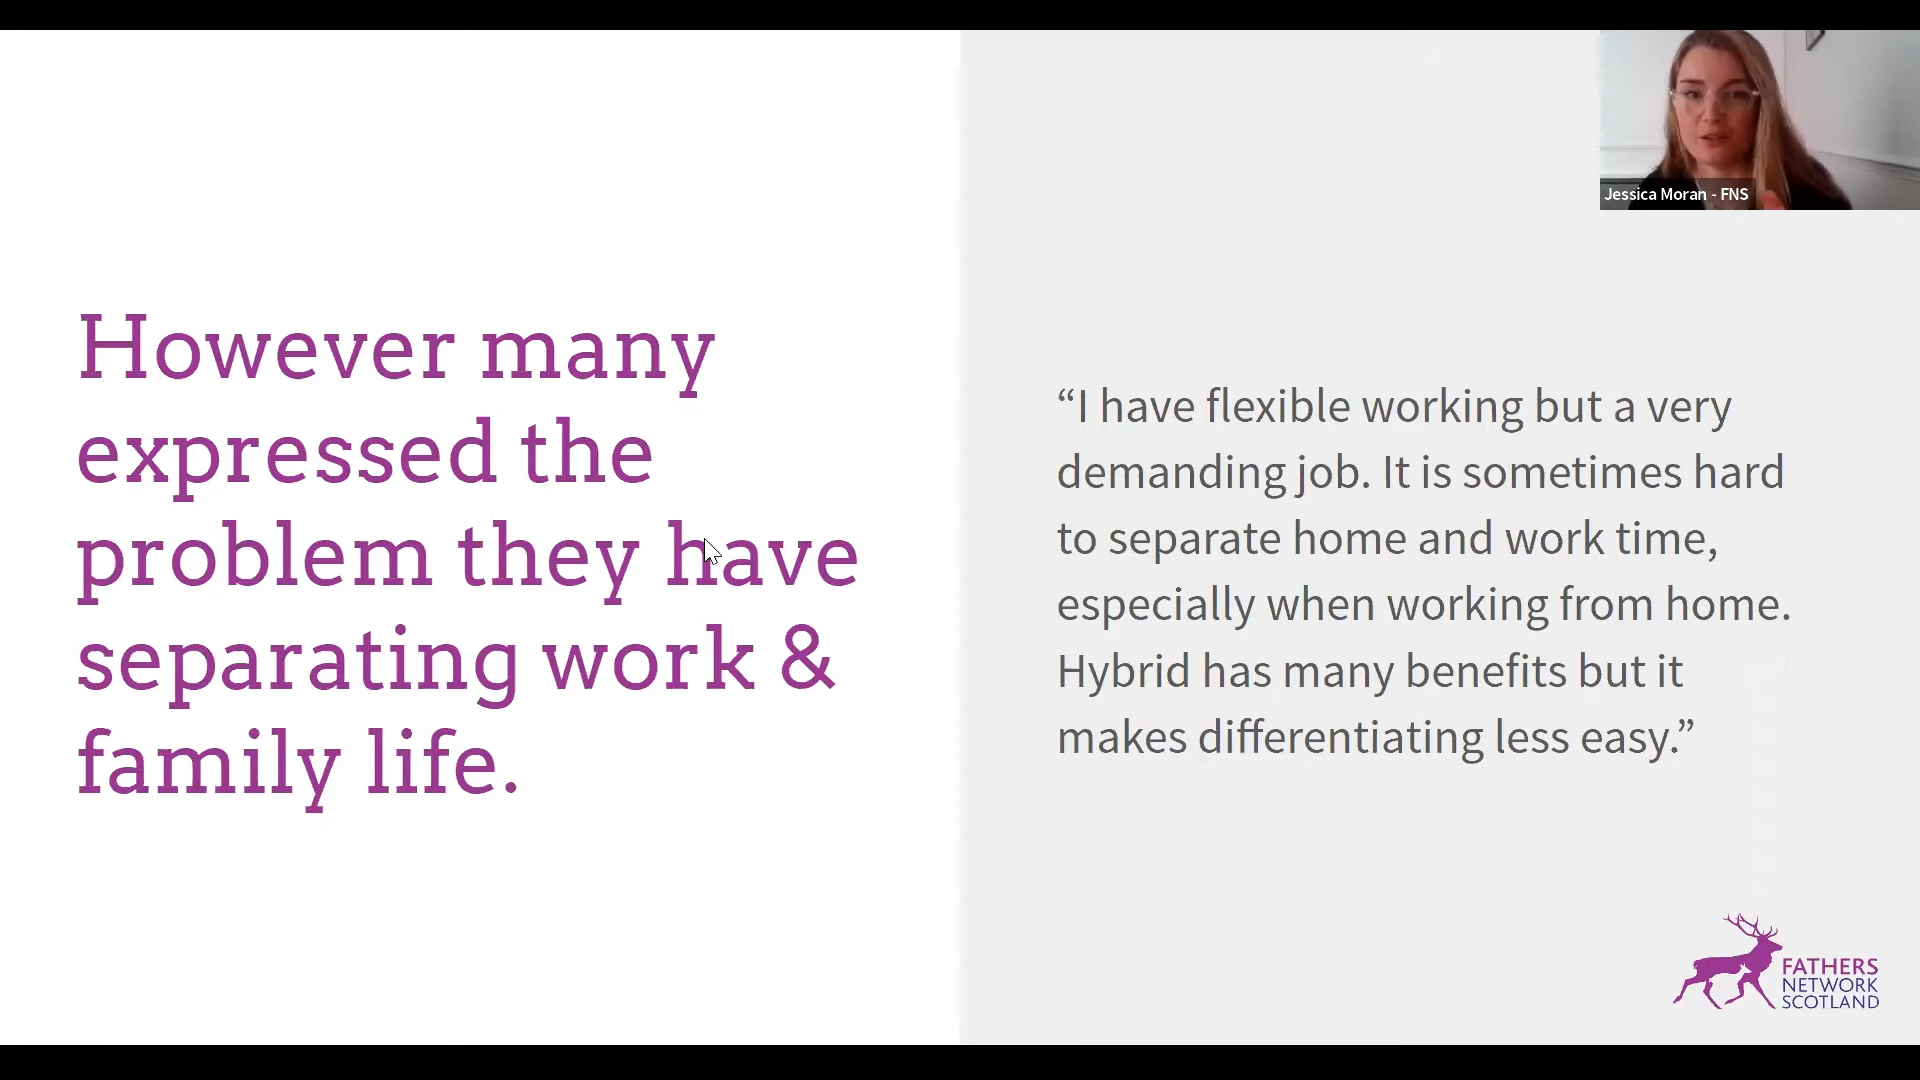 However many
expressed the
problem they have
separating work &
family life.
“I have flexible working but a very
demanding job. It is sometimes hard
to separate home and work time,
especially when working from home.
Hybrid has many benefits but it
makes differentiating less easy.”
Jessica Moran - FNS
FATHERS
NETWORK
SCOTLAND